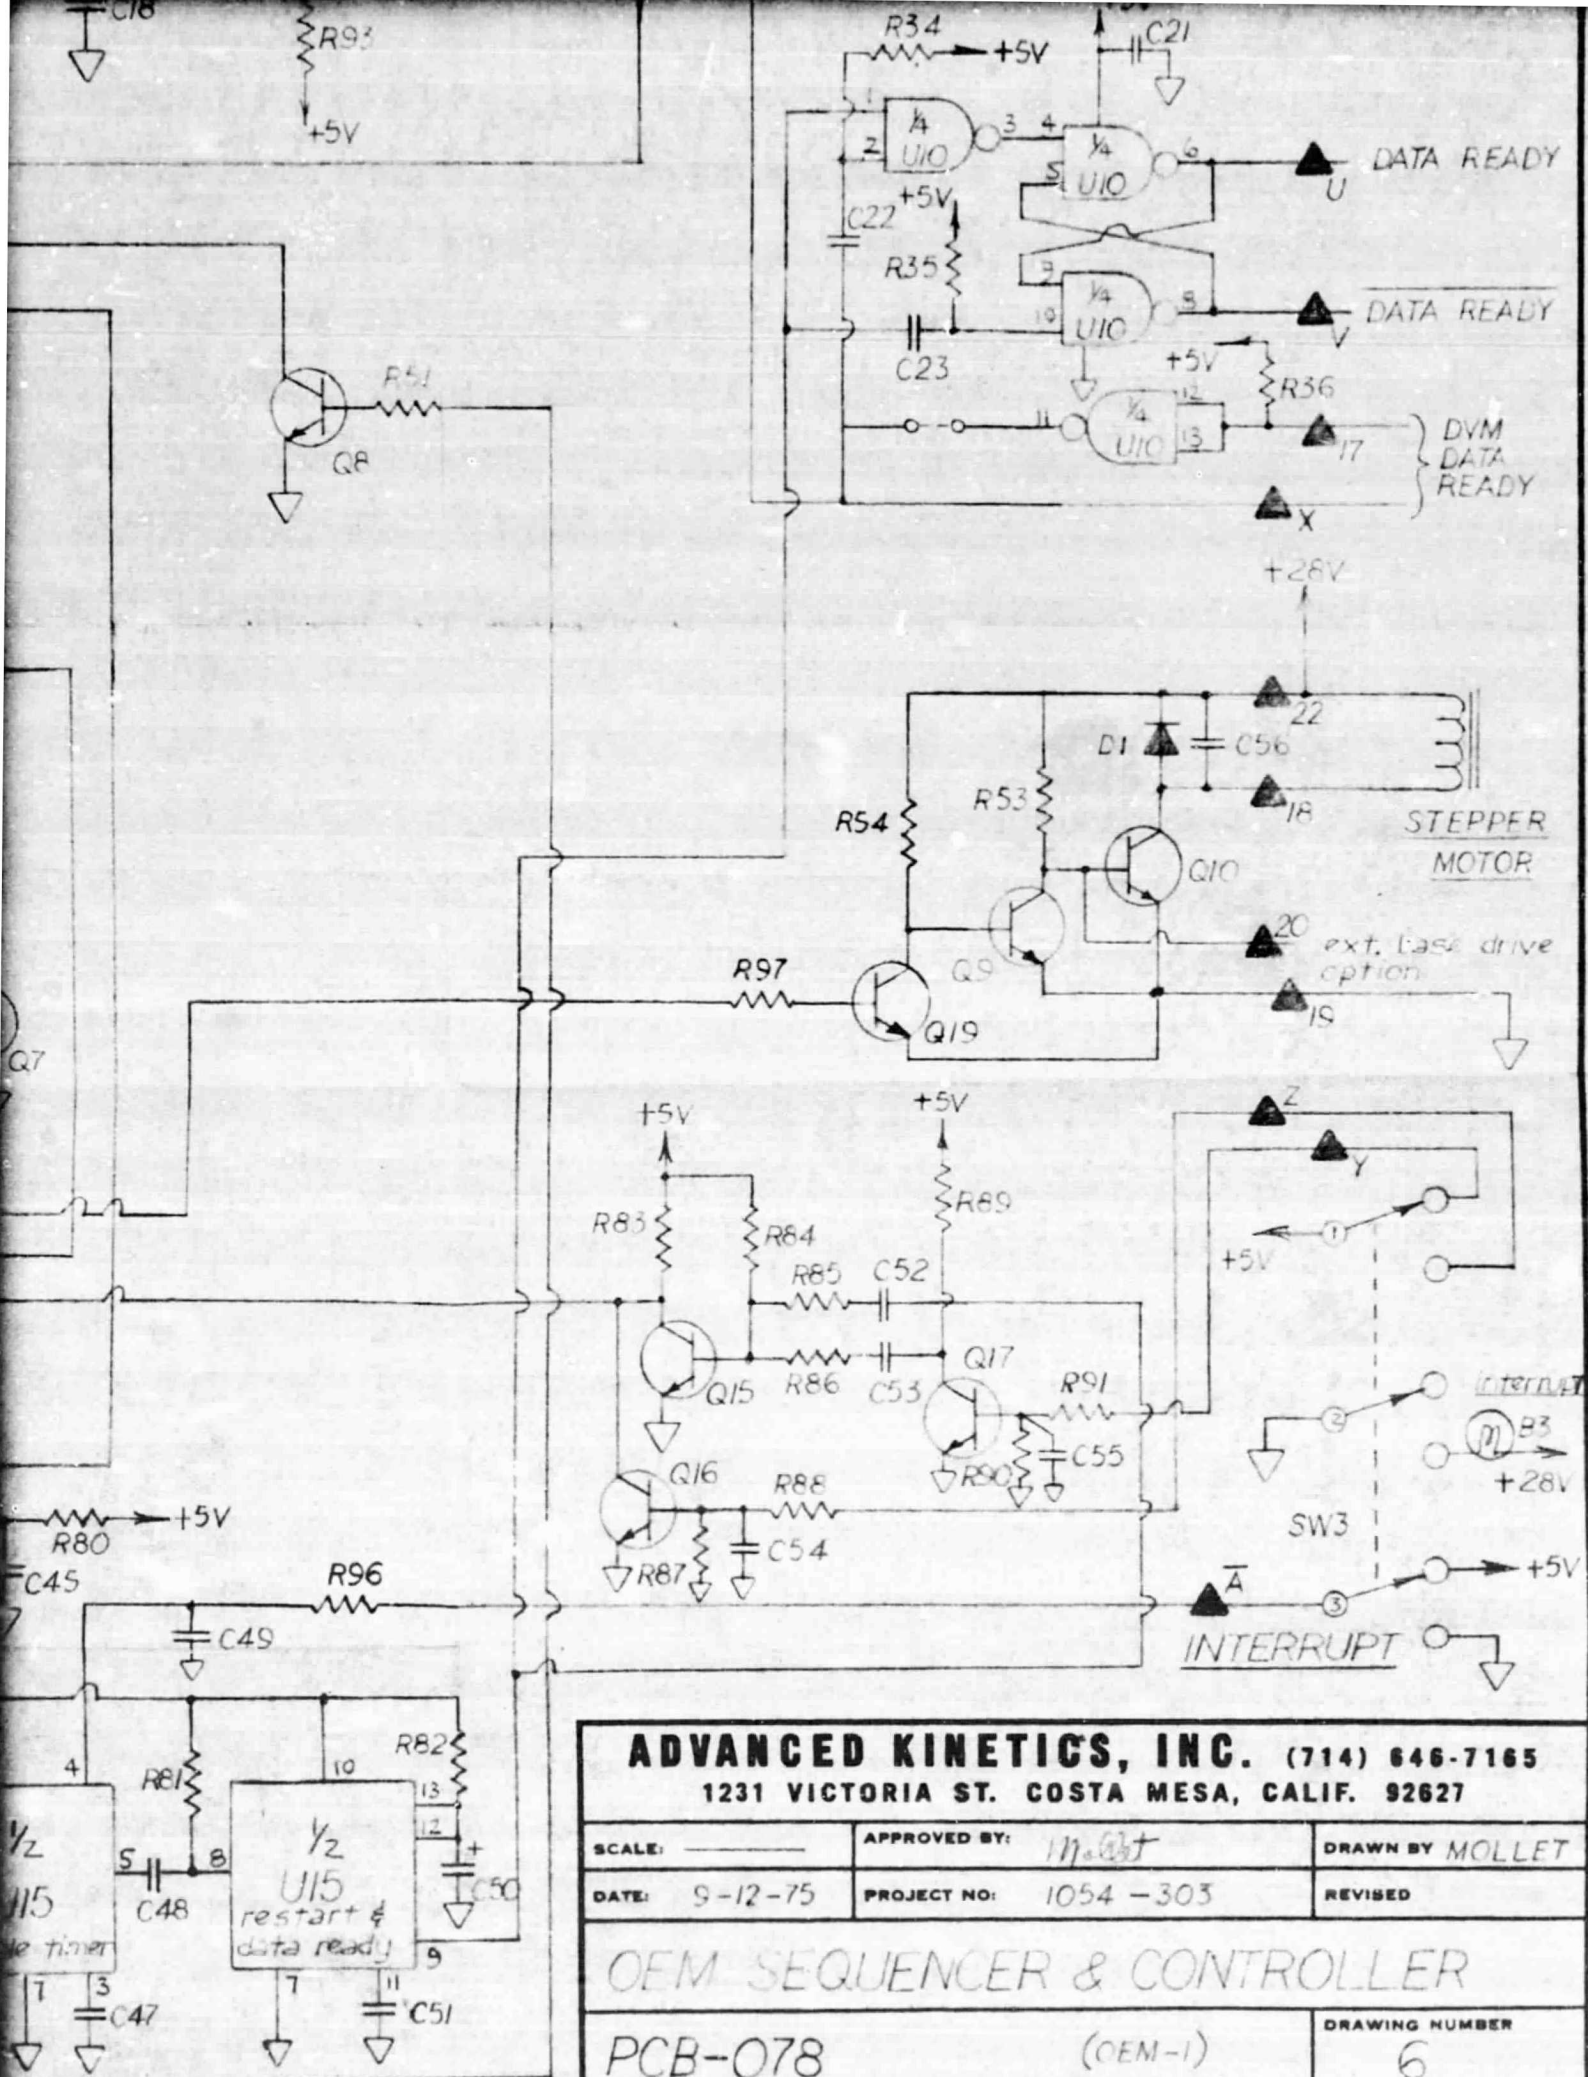 C18
R93
+5V
R34
+5V
C21
1
2
1/4
U10
3
4
5
1/4
U10
6
DATA READY
U
C22
+5V
R35
C23
9
10
1/4
U10
8
DATA READY
V
+5V
R36
11
1/4
U10
12
13
17
DVM
DATA
READY
X
R51
Q8
+28V
22
D1
C56
18
STEPPER
MOTOR
R54
R53
Q10
20
ext. base drive
option
19
R97
Q9
Q19
Q7
+5V
+5V
Z
Y
R83
R84
R89
R85
C52
R86
C53
Q15
Q17
R91
R90
C55
1
+5V
2
Interrupt
B3
+28V
Q16
R88
R87
C54
SW3
+5V
R80
+5V
C45
R96
C49
A
3
INTERRUPT
4
1/2
U15
5
C48
8
R81
10
R82
13
12
C50
1/2
U15
restart &
data ready
9
le timer
7
3
C47
7
11
C51
ADVANCED KINETICS, INC. (714) 646-7165
1231 VICTORIA ST. COSTA MESA, CALIF. 92627
SCALE:
APPROVED BY:
DRAWN BY MOLLET
DATE: 9-12-75
PROJECT NO: 1054-303
REVISED
OEM SEQUENCER & CONTROLLER
PCB-078 (OEM-1)
DRAWING NUMBER
6